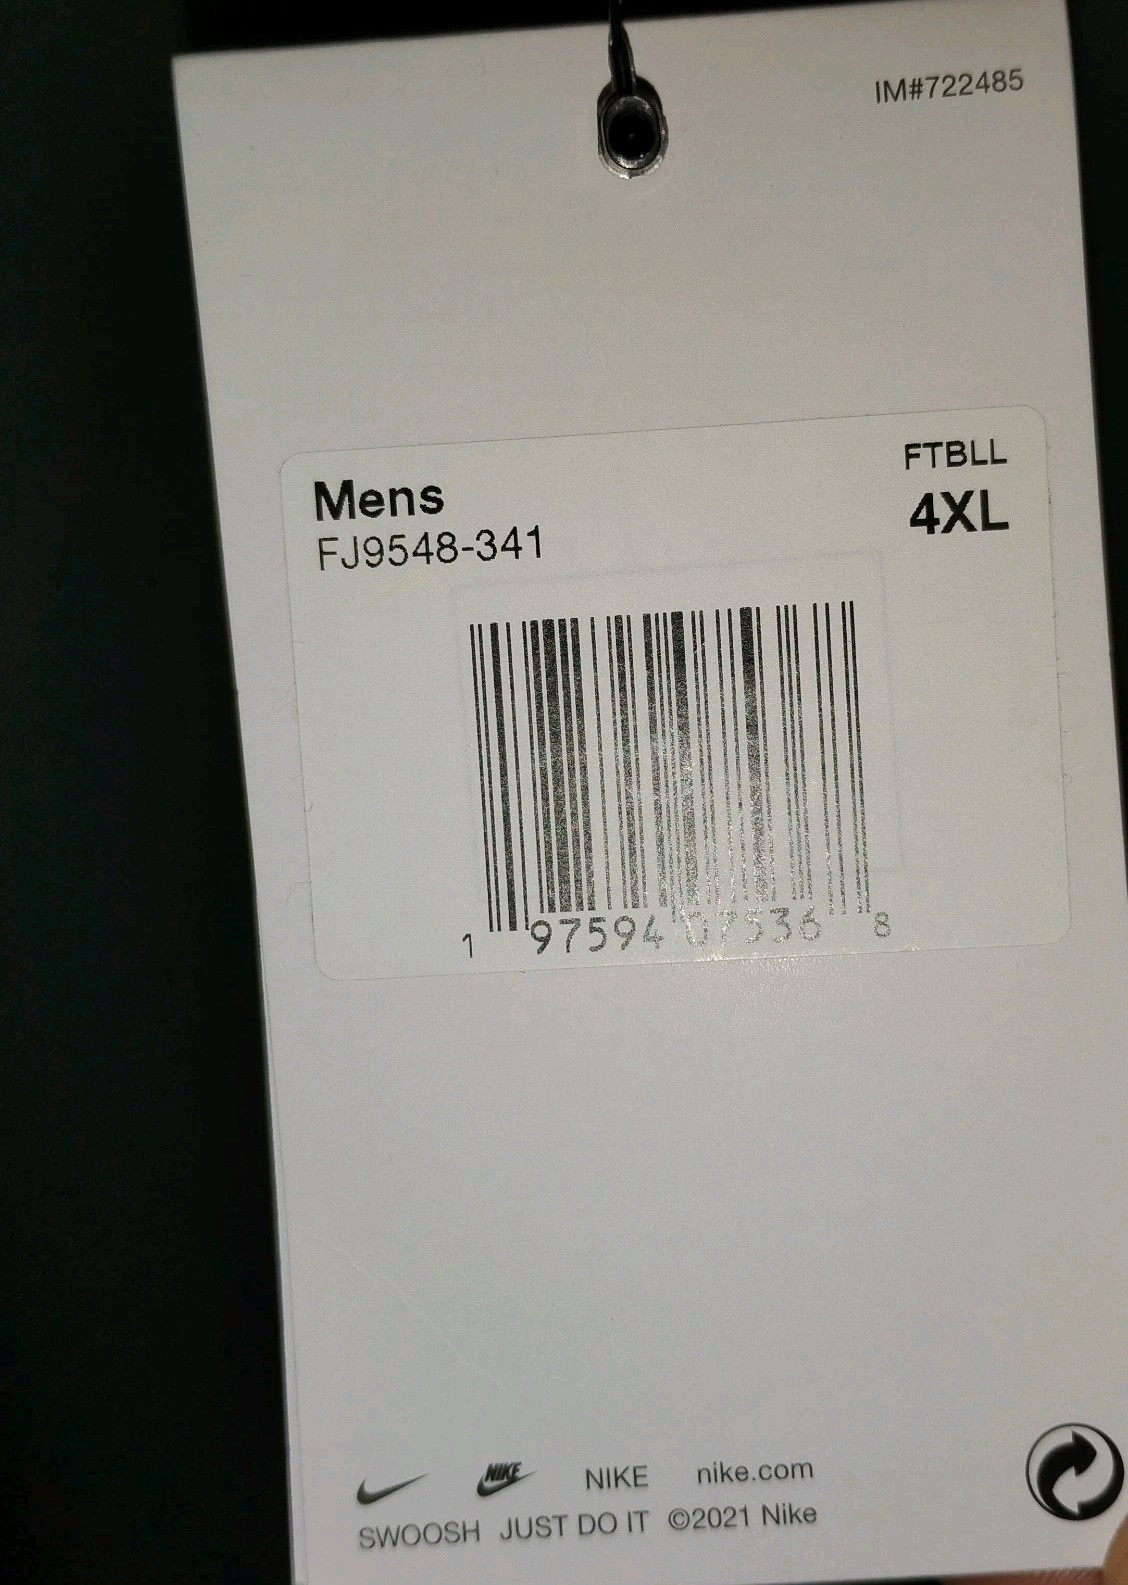 IM#722485
FTBLL
Mens
4XL
FJ9548-341
1 97594 07536 8
NIKE NIKE nike.com
SWOOSH JUST DO IT ©2021 Nike